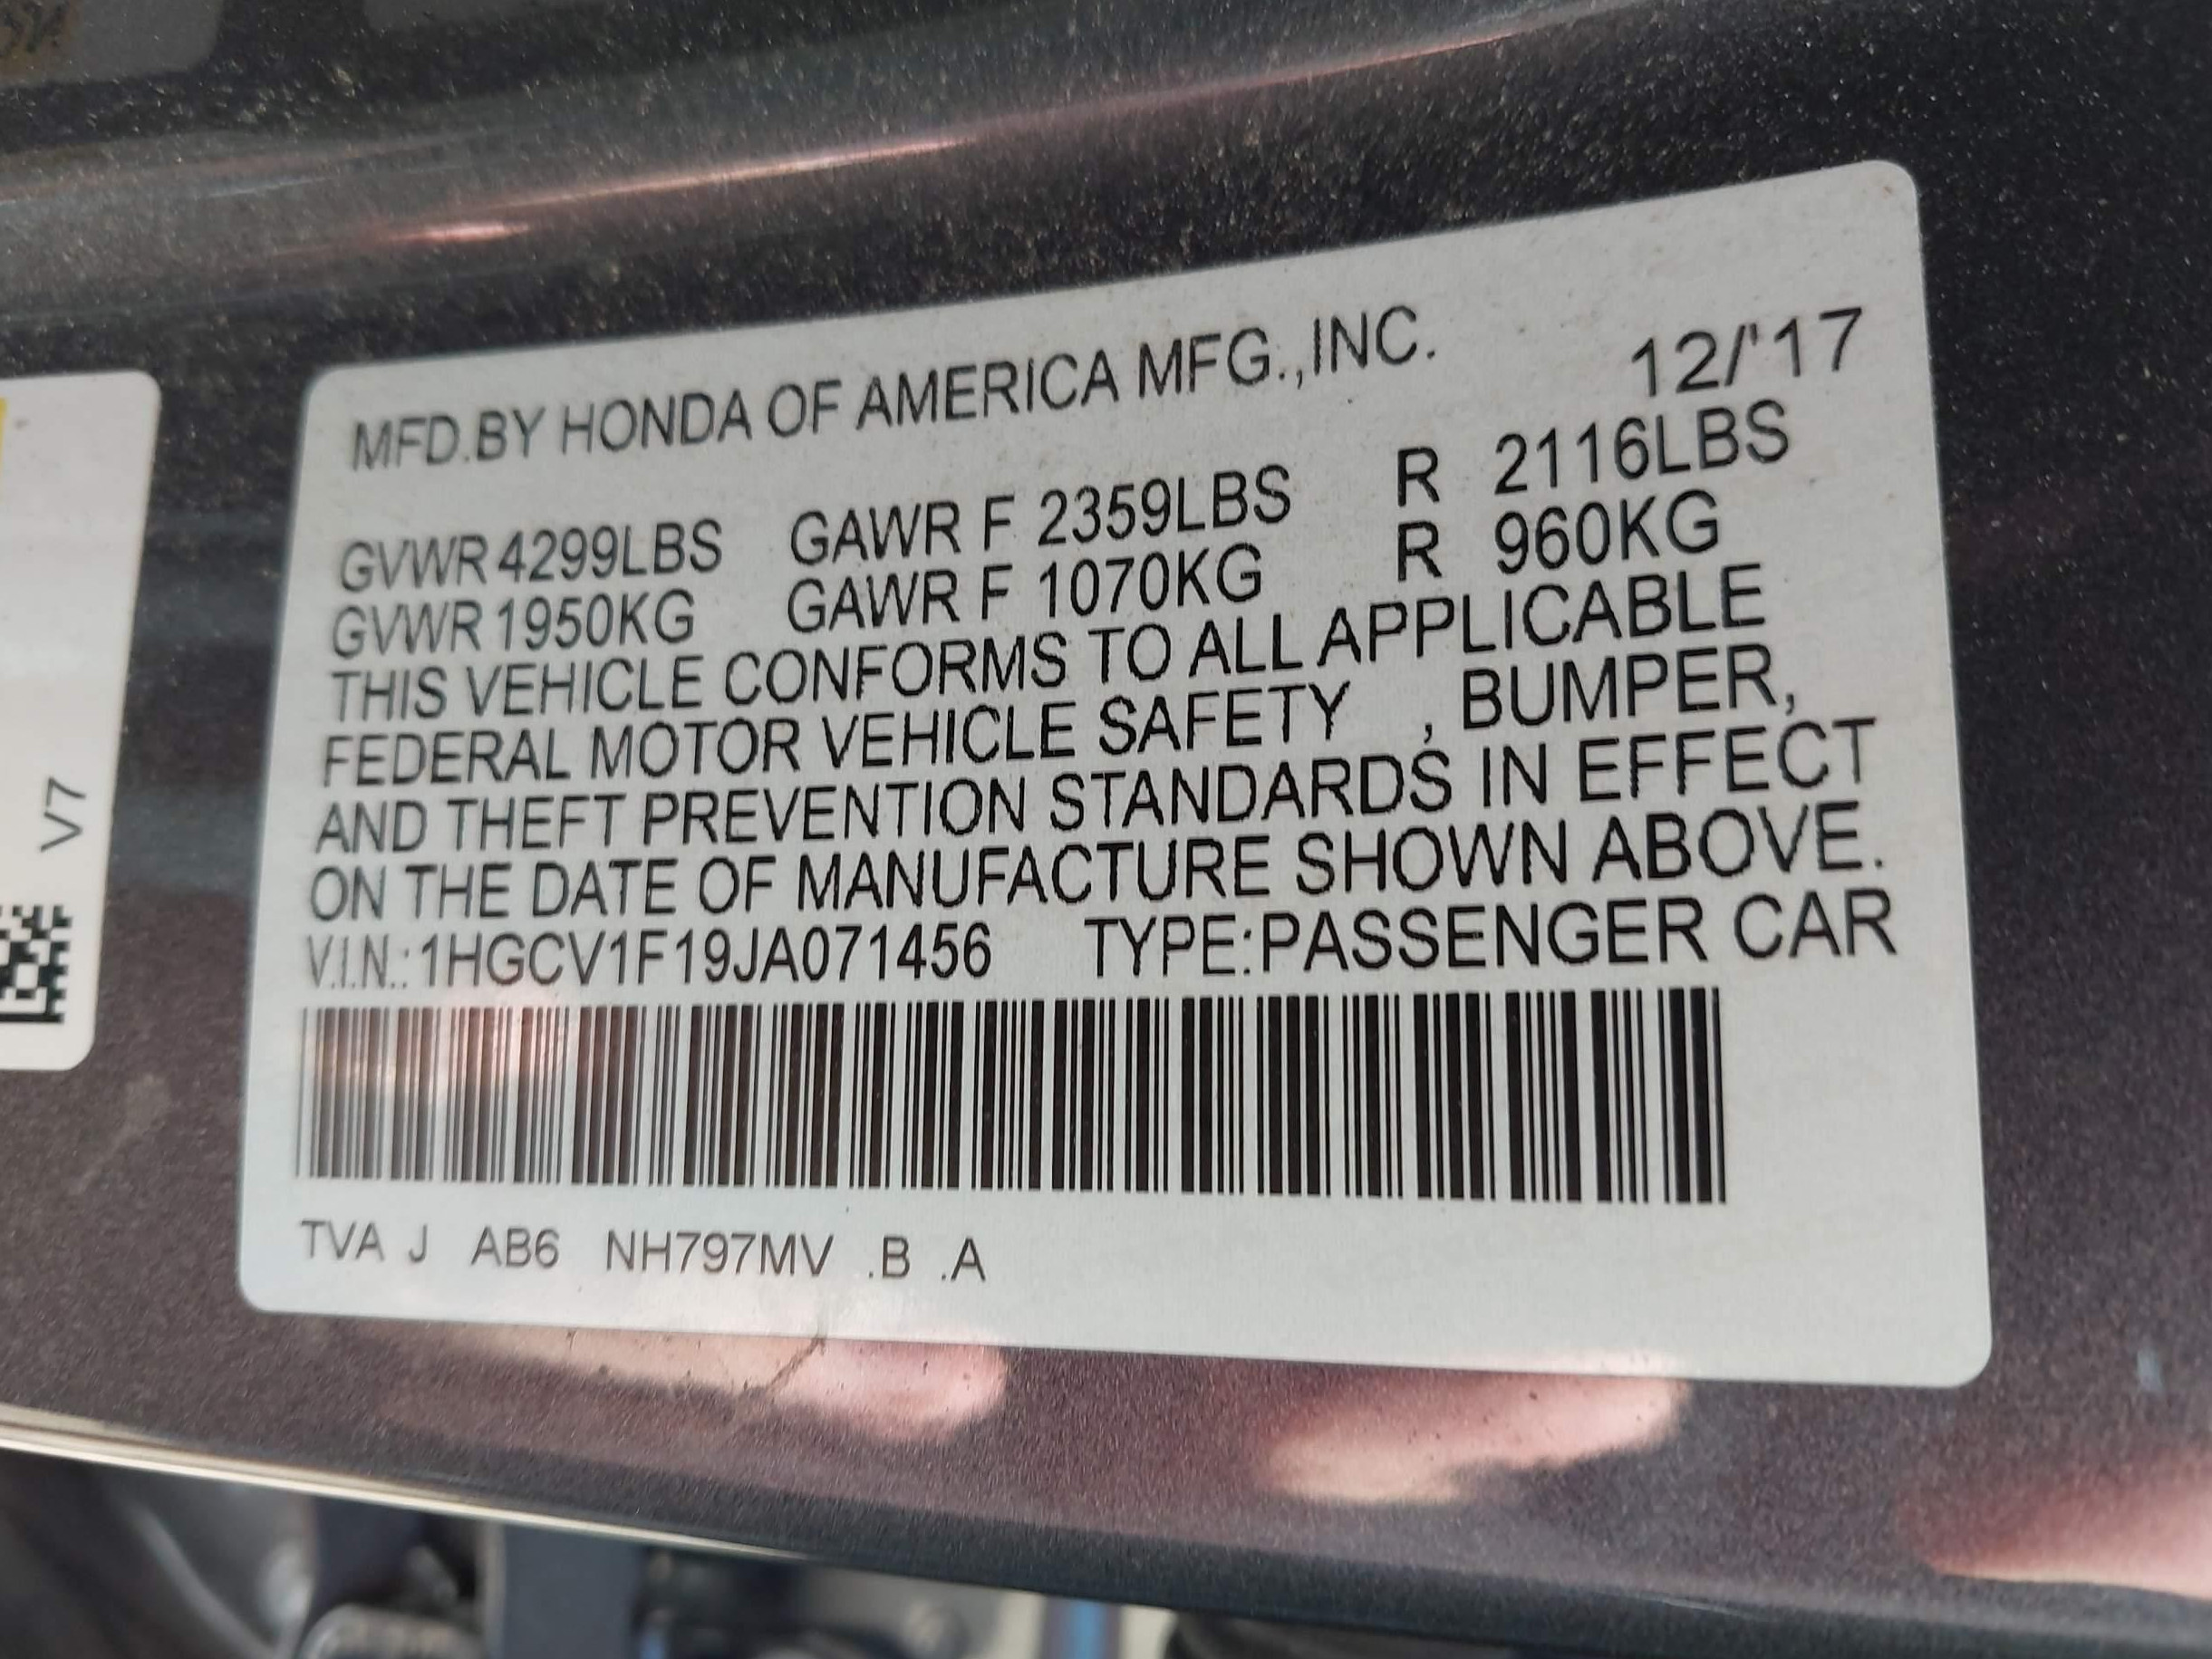 MFD.BY HONDA OF AMERICA MFG.,INC. 12/'17
GVWR 4299LBS GAWR F 2359LBS R 2116LBS
GVWR 1950KG GAWR F 1070KG R 960KG
THIS VEHICLE CONFORMS TO ALL APPLICABLE
FEDERAL MOTOR VEHICLE SAFETY , BUMPER,
AND THEFT PREVENTION STANDARDS IN EFFECT
ON THE DATE OF MANUFACTURE SHOWN ABOVE.
V.I.N.:1HGCV1F19JA071456 TYPE:PASSENGER CAR
TVA J AB6 NH797MV .B .A
V7